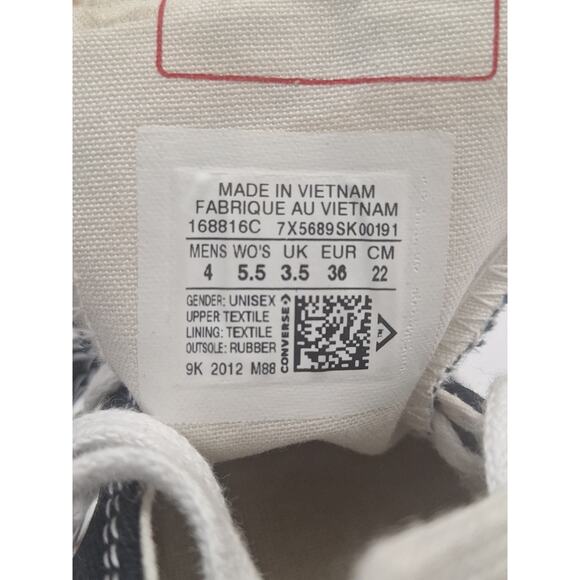 MADE IN VIETNAM
FABRIQUE AU VIETNAM
168816C 7X5689SK00191
MENS WO'S UK EUR CM
4 5.5 3.5 36 22
GENDER: UNISEX
UPPER TEXTILE
LINING: TEXTILE
OUTSOLE: RUBBER
9K 2012 M88
CONVERSE